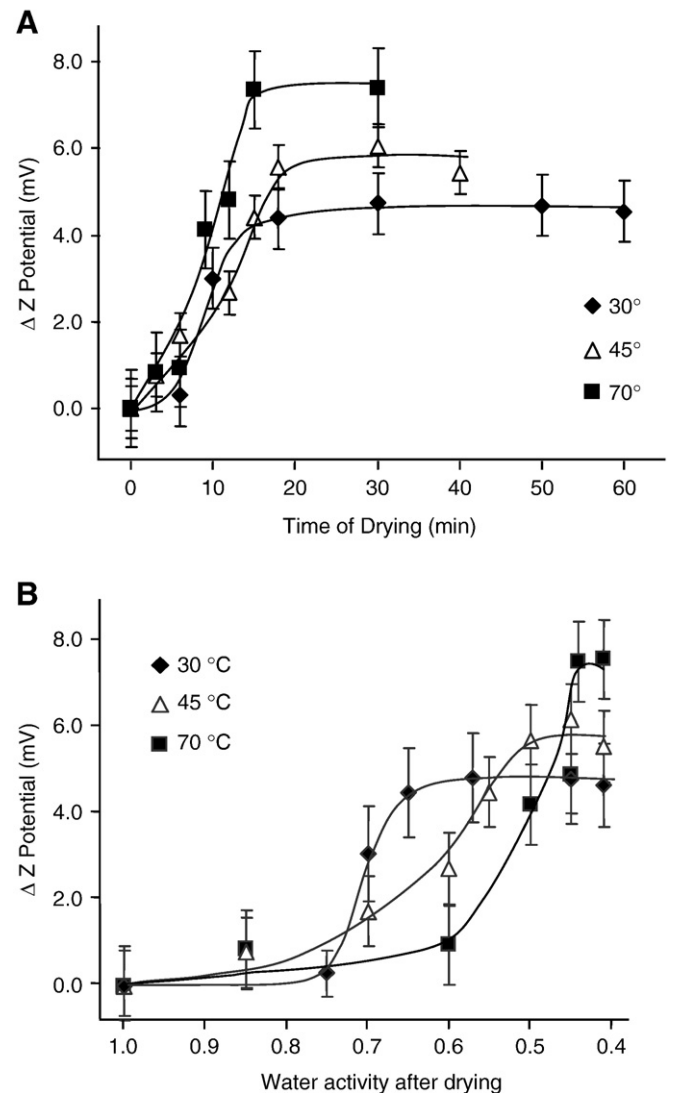 A
8.0
6.0
4.0
2.0
0.0
Δ Z Potential (mV)
30°
45°
70°
0 10 20 30 40 50 60
Time of Drying (min)
B
8.0
6.0
4.0
2.0
0.0
Δ Z Potential (mV)
30 °C
45 °C
70 °C
1.0 0.9 0.8 0.7 0.6 0.5 0.4
Water activity after drying